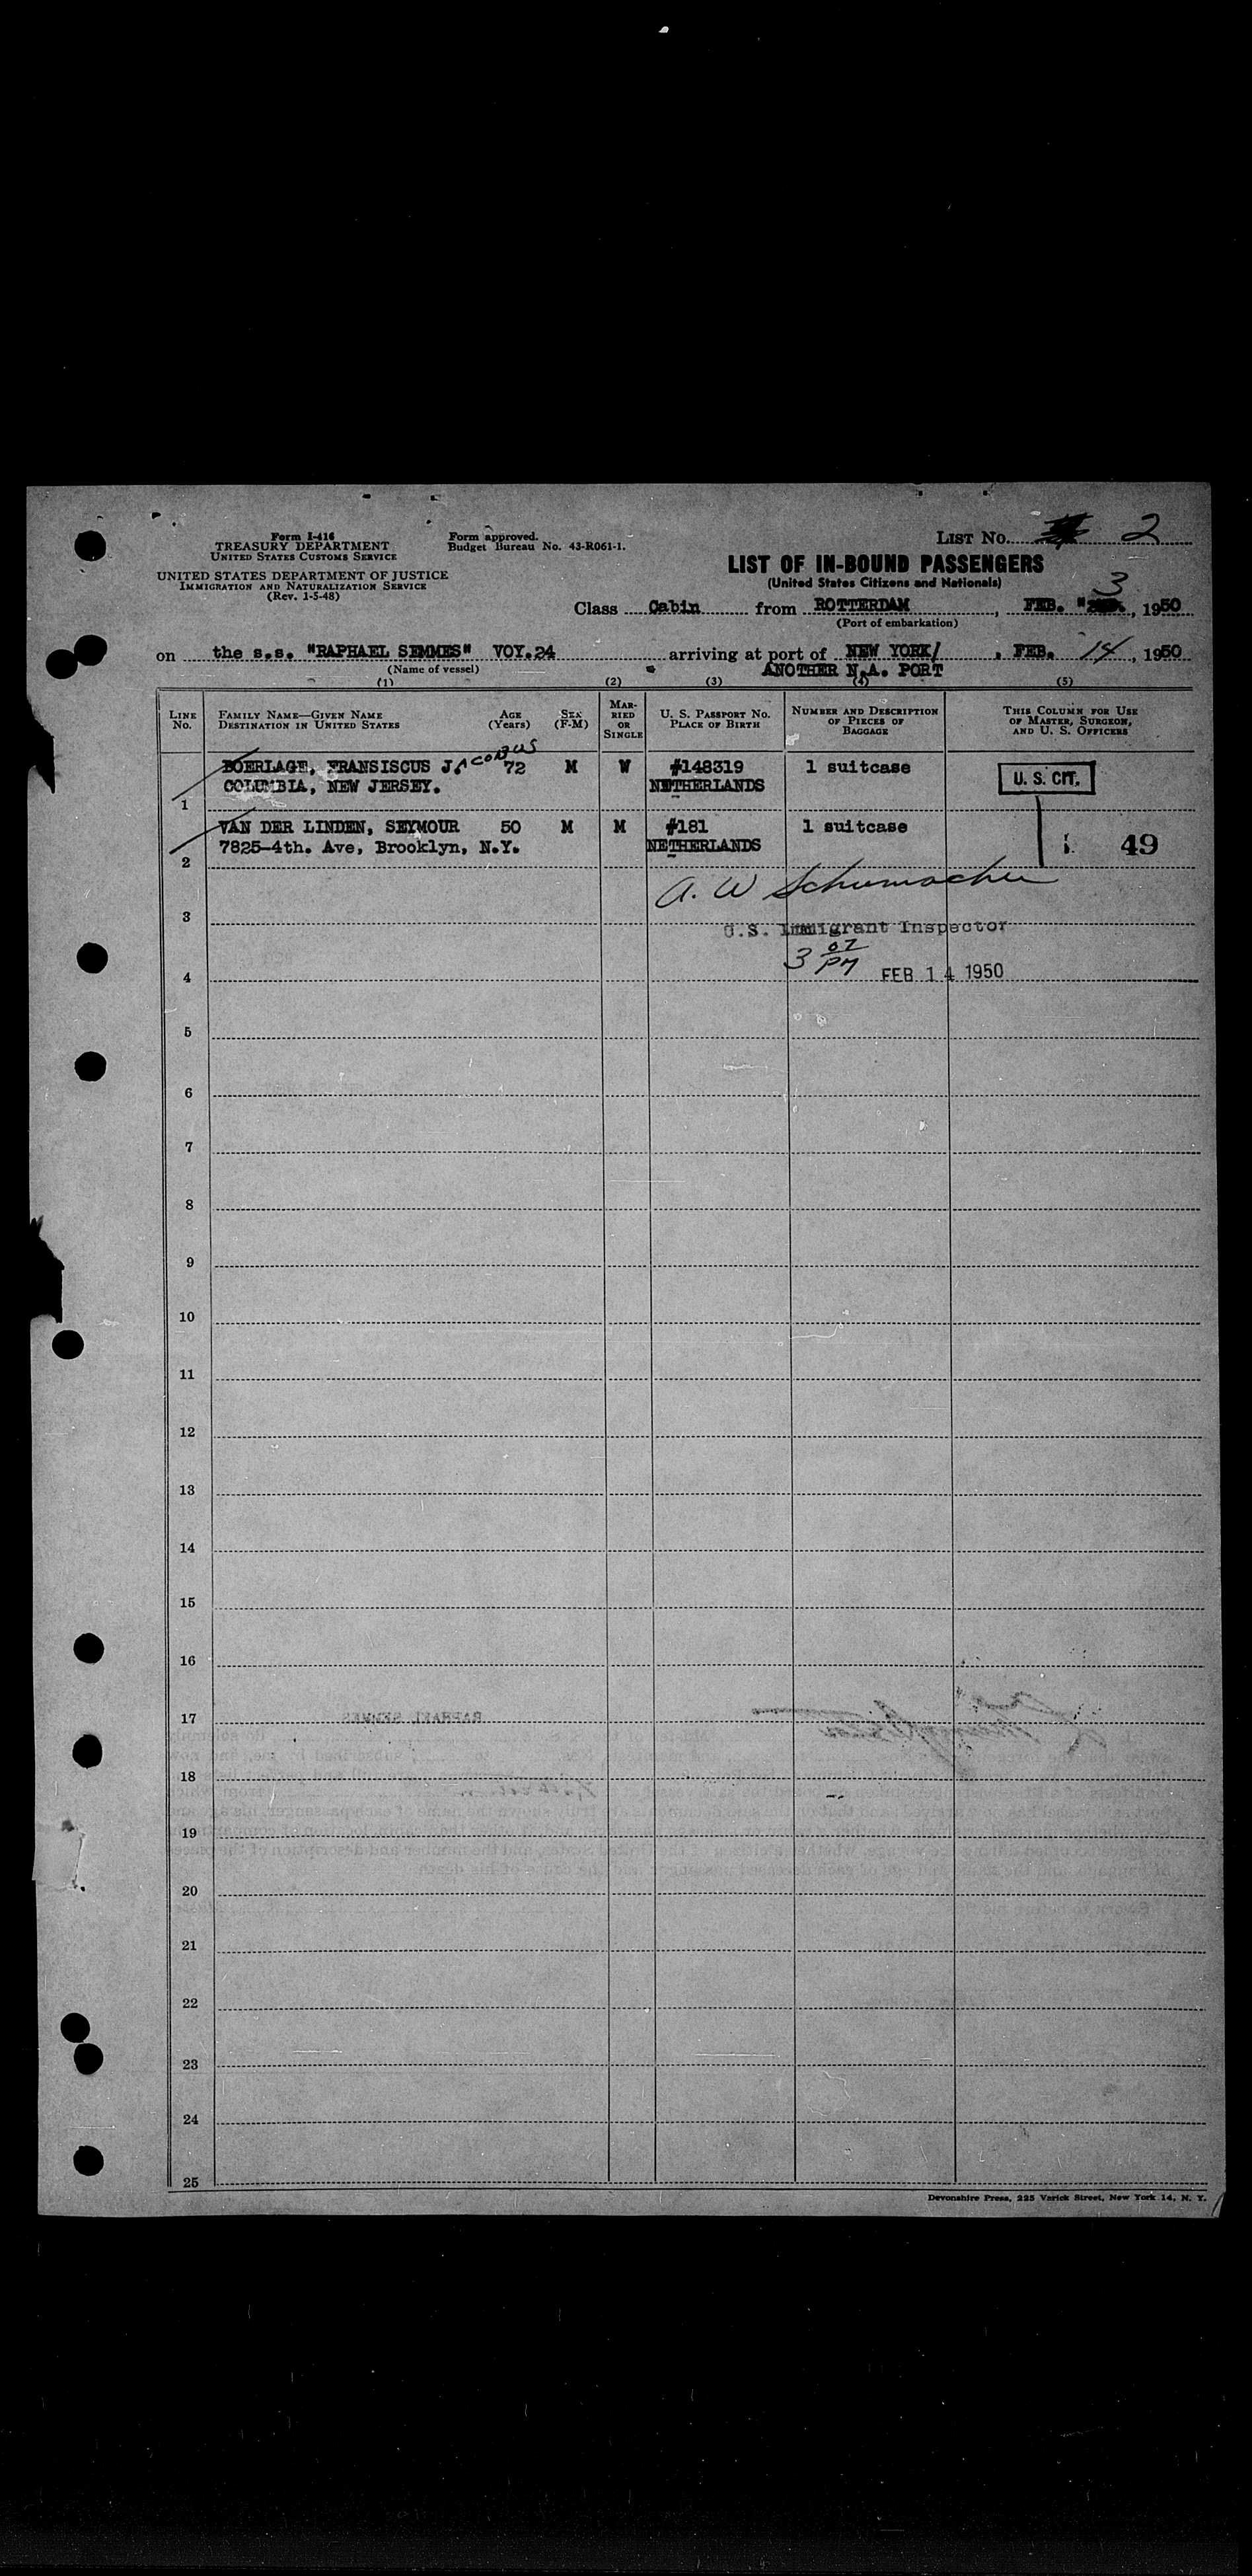 Form I-416
TREASURY DEPARTMENT
UNITED STATES CUSTOMS SERVICE
UNITED STATES DEPARTMENT OF JUSTICE
IMMIGRATION AND NATURALIZATION SERVICE
(Rev. 1-5-48)
Form approved.
Budget Bureau No. 43-R061-1.
LIST NO. 2
LIST OF IN-BOUND PASSENGERS
(United States Citizens and Nationals)
Class Cabin from ROTTERDAM, FEB. 3, 1950
(Port of embarkation)
on the s.s. "RAPHAEL SEMMES" VOY.24 arriving at port of NEW YORK/, FEB. 14, 1950
(Name of vessel) ANOTHER N.A. PORT
(1) (2) (3) (4) (5)
LINE NO.
FAMILY NAME—GIVEN NAME
DESTINATION IN UNITED STATES
AGE (Years)
SEX (F-M)
MARRIED OR SINGLE
U. S. PASSPORT NO.
PLACE OF BIRTH
NUMBER AND DESCRIPTION OF PIECES OF BAGGAGE
THIS COLUMN FOR USE OF MASTER, SURGEON, AND U. S. OFFICERS
BOERLAGE, FRANSISCUS J. ACOBUS 72 M W #148319 1 suitcase U. S. CIT.
COLUMBIA, NEW JERSEY. NETHERLANDS
1
VAN DER LINDEN, SEYMOUR 50 M M #181 1 suitcase
7825-4th. Ave, Brooklyn, N.Y. NETHERLANDS 49
2
A. W Schumacher
3
U.S. Immigrant Inspector
3 07 PM FEB 14 1950
4
5
6
7
8
9
10
11
12
13
14
15
16
17
18
19
20
21
22
23
24
25
Devonshire Press, 225 Varick Street, New York 14, N. Y.